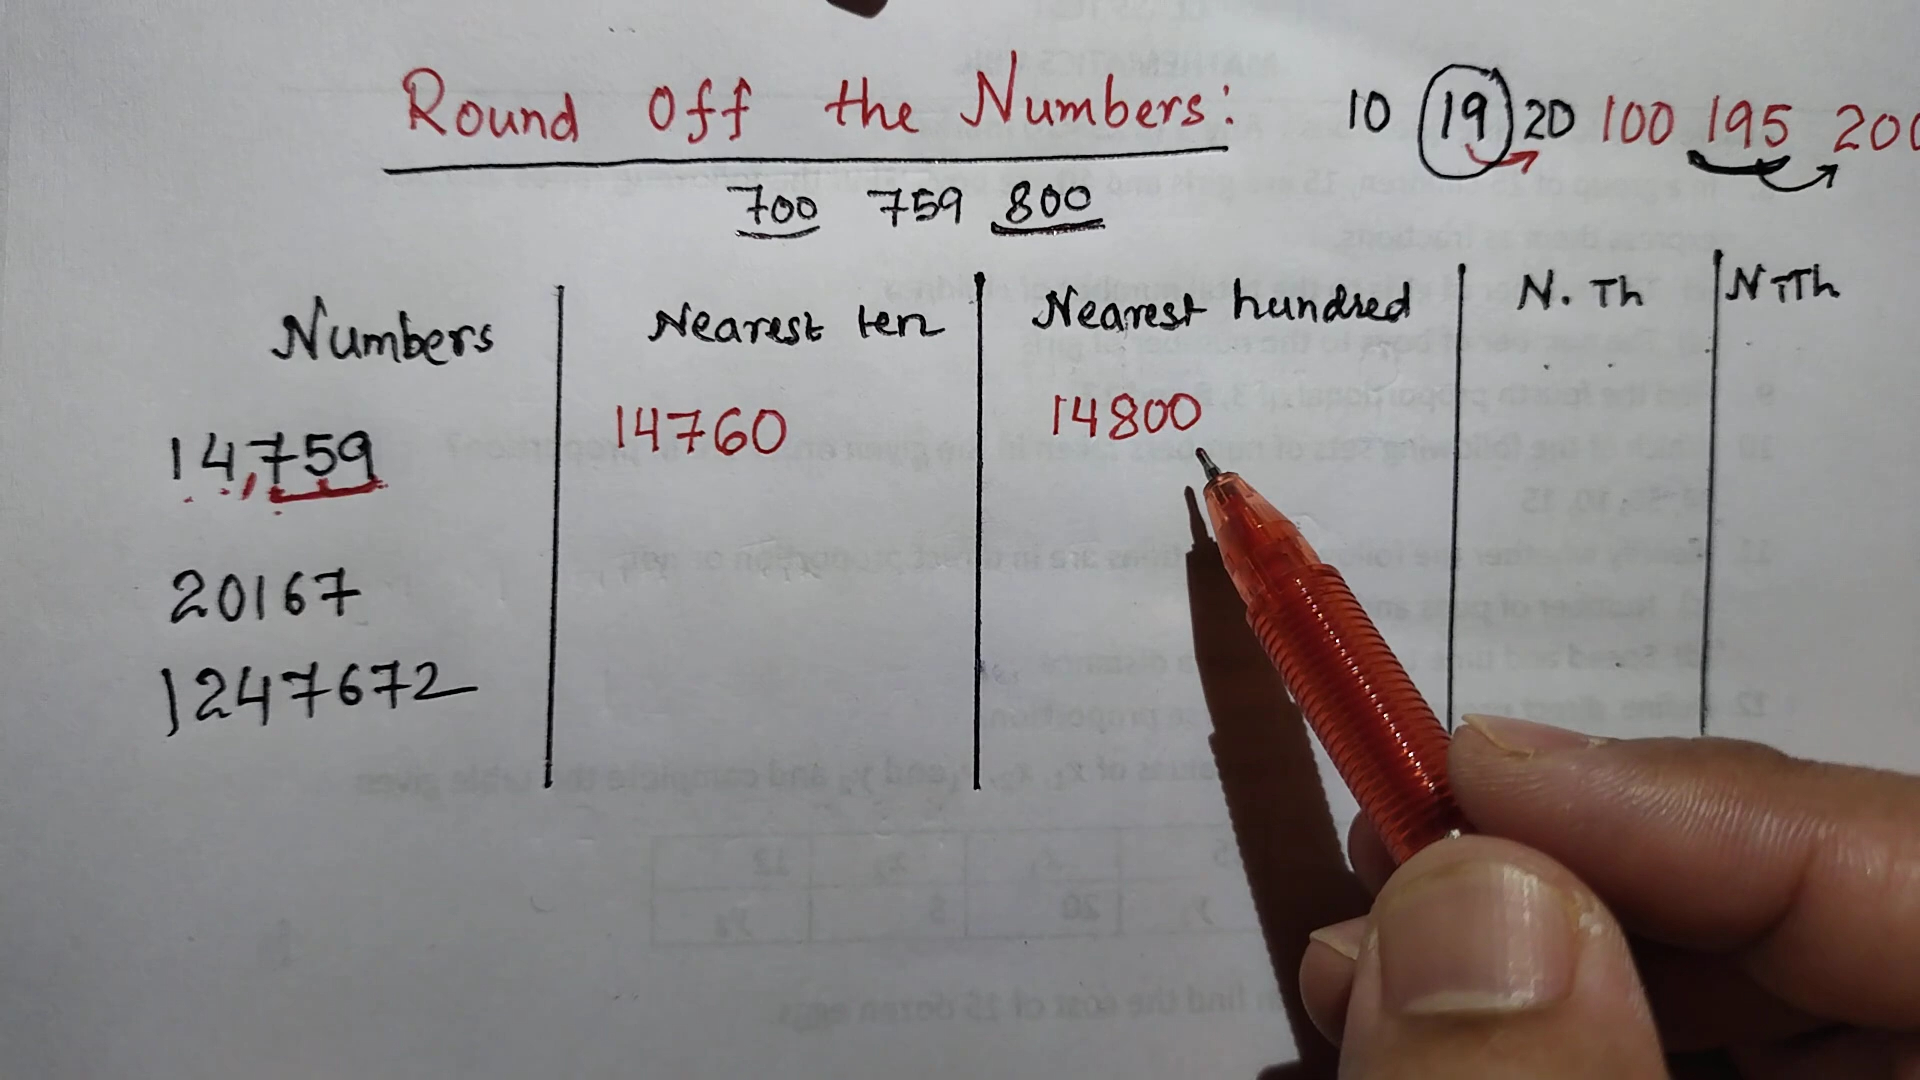 Round Off the Numbers: 10 19 20 100 195 200
700 759 800
Numbers Nearest ten Nearest hundred N. Th N TTh
14,759 14760 14800
20167
1247672